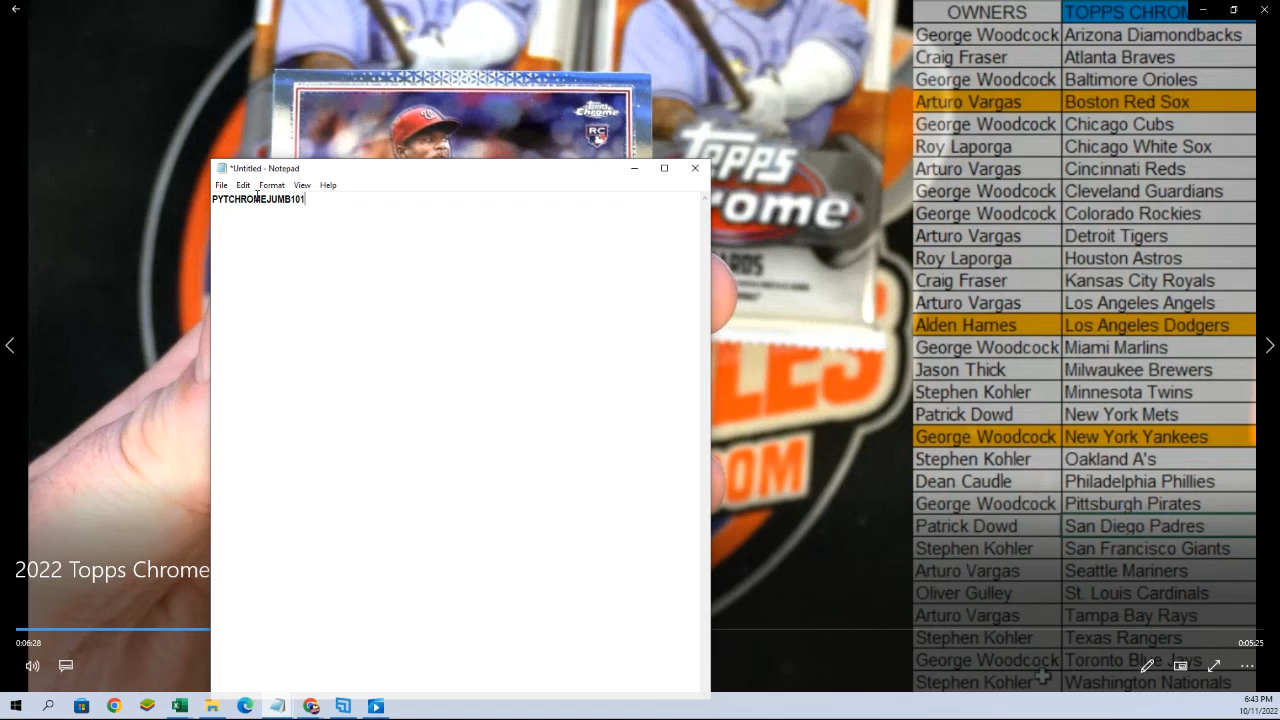 OWNERS TOPPS CHROM
George Woodcock Arizona Diamondbacks
Craig Fraser Atlanta Braves
George Woodcock Baltimore Orioles
Arturo Vargas Boston Red Sox
George Woodcock Chicago Cubs
Roy Laporga Chicago White Sox
Arturo Vargas Cincinnati Reds
George Woodcock Cleveland Guardians
George Woodcock Colorado Rockies
Arturo Vargas Detroit Tigers
Roy Laporga Houston Astros
Craig Fraser Kansas City Royals
Arturo Vargas Los Angeles Angels
Alden Hames Los Angeles Dodgers
George Woodcock Miami Marlins
Jason Thick Milwaukee Brewers
Stephen Kohler Minnesota Twins
Patrick Dowd New York Mets
George Woodcock New York Yankees
Stephen Kohler Oakland A's
Dean Caudle Philadelphia Phillies
George Woodcock Pittsburgh Pirates
Patrick Dowd San Diego Padres
Stephen Kohler San Francisco Giants
Arturo Vargas Seattle Mariners
Oliver Gulley St. Louis Cardinals
Arturo Vargas Tampa Bay Rays
Stephen Kohler Texas Rangers
George Woodcock Toronto Blue Jays
Stephen Kohler Washington Nationals
Topps
Chrome
RC
*Untitled - Notepad
File Edit Format View Help
PYTCHROMEJUMB101
Topps
rome
ARDS
LES
OM
2022 Topps Chrome
0:06:28
0:05:25
6:43 PM
10/11/2022